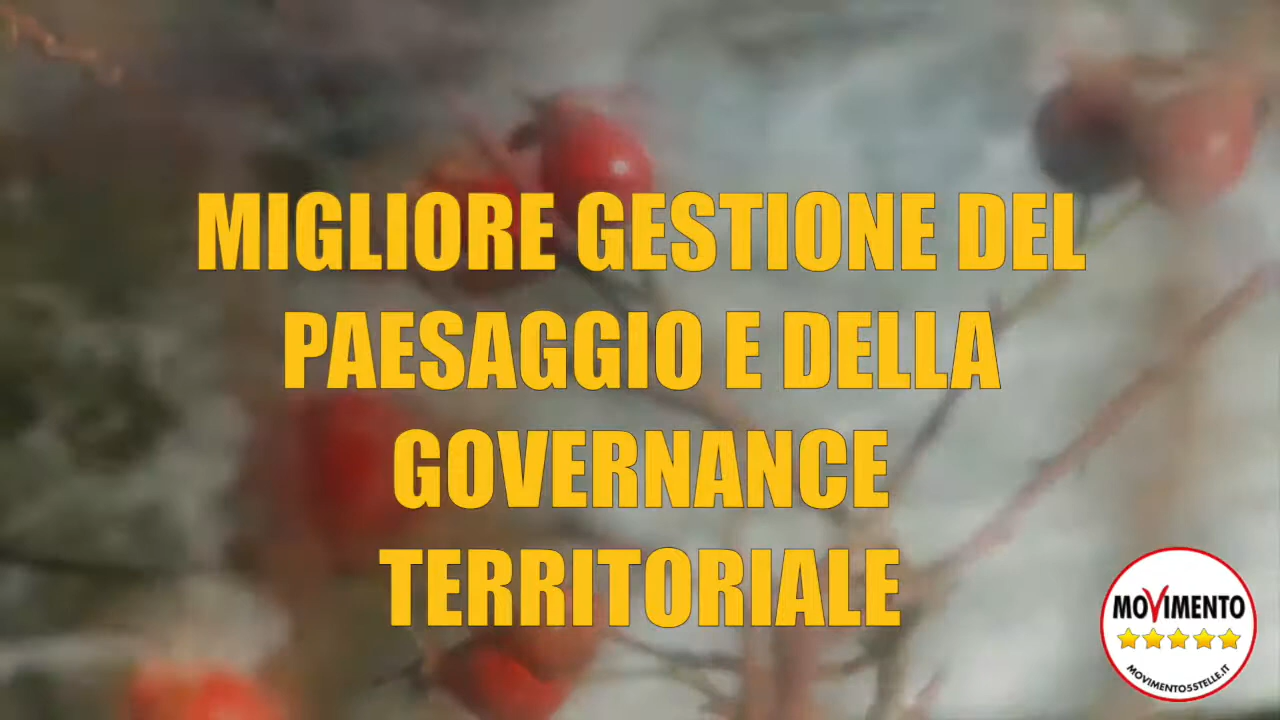 MIGLIORE GESTIONE DEL
PAESAGGIO E DELLA
GOVERNANCE
TERRITORIALE
MOVIMENTO
MOVIMENTO5STELLE.IT